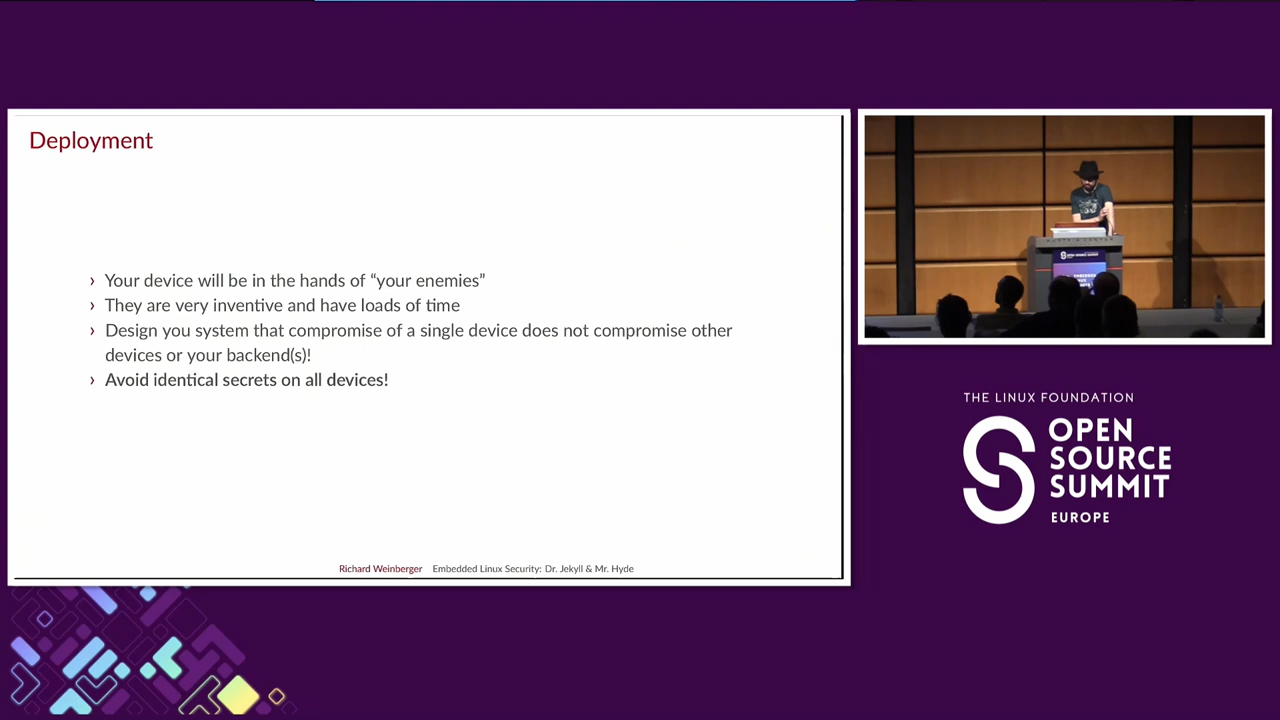 Deployment
› Your device will be in the hands of “your enemies”
› They are very inventive and have loads of time
› Design you system that compromise of a single device does not compromise other
devices or your backend(s)!
› Avoid identical secrets on all devices!
Richard Weinberger Embedded Linux Security: Dr. Jekyll & Mr. Hyde
THE LINUX FOUNDATION
OPEN
SOURCE
SUMMIT
EUROPE